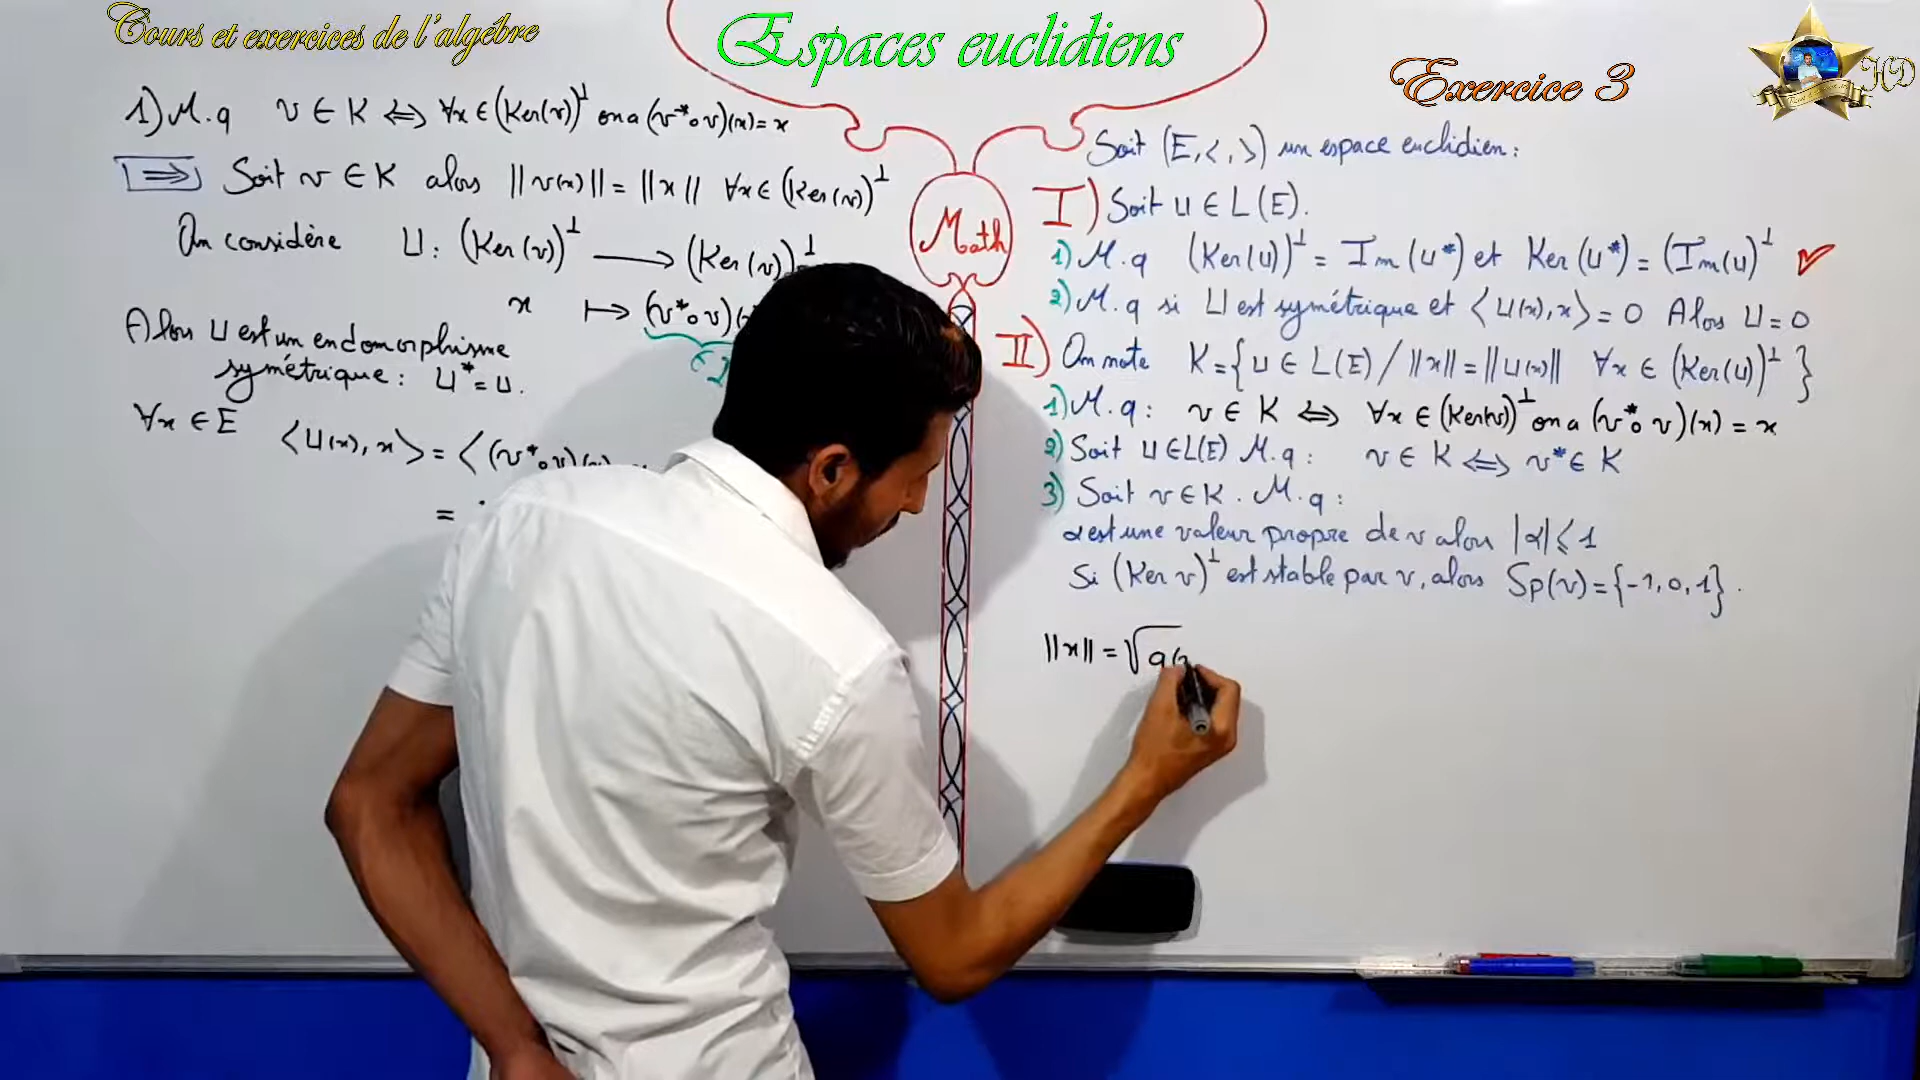 Cours et exercices de l'algébre
Espaces euclidiens
Exercice 3
HD
Math
1) M.q v ∈ K ⇔ ∀x ∈ (Ker(v))^⊥ on a (v*∘v)(x) = x
⇒ Soit v ∈ K alors ||v(x)|| = ||x|| ∀x ∈ (Ker(v))^⊥
On considère U: (Ker(v))^⊥ ⟶ (Ker(v))^⊥
x ↦ (v*∘v)(
Alors U est un endomorphisme
symétrique: U* = U.
∀x ∈ E ⟨U(x), x⟩ = ⟨(v*∘v)(x)
=
Soit (E, < , >) un espace euclidien:
I) Soit U ∈ L(E).
1) M.q (Ker(U))^⊥ = Im(U*) et Ker(U*) = (Im(U))^⊥ ✓
2) M.q si U est symétrique et ⟨U(x), x⟩ = 0 Alors U = 0
II) On note K = {U ∈ L(E) / ||x|| = ||U(x)|| ∀x ∈ (Ker(U))^⊥}
1) M.q: v ∈ K ⇔ ∀x ∈ (Ker(v))^⊥ on a (v*∘v)(x) = x
2) Soit U ∈ L(E) M.q: v ∈ K ⇔ v* ∈ K
3) Soit v ∈ K. M.q:
α est une valeur propre de v alors |α| ≤ 1
Si (Ker v)^⊥ est stable par v, alors Sp(v) = {-1, 0, 1}.
||x|| = √q(